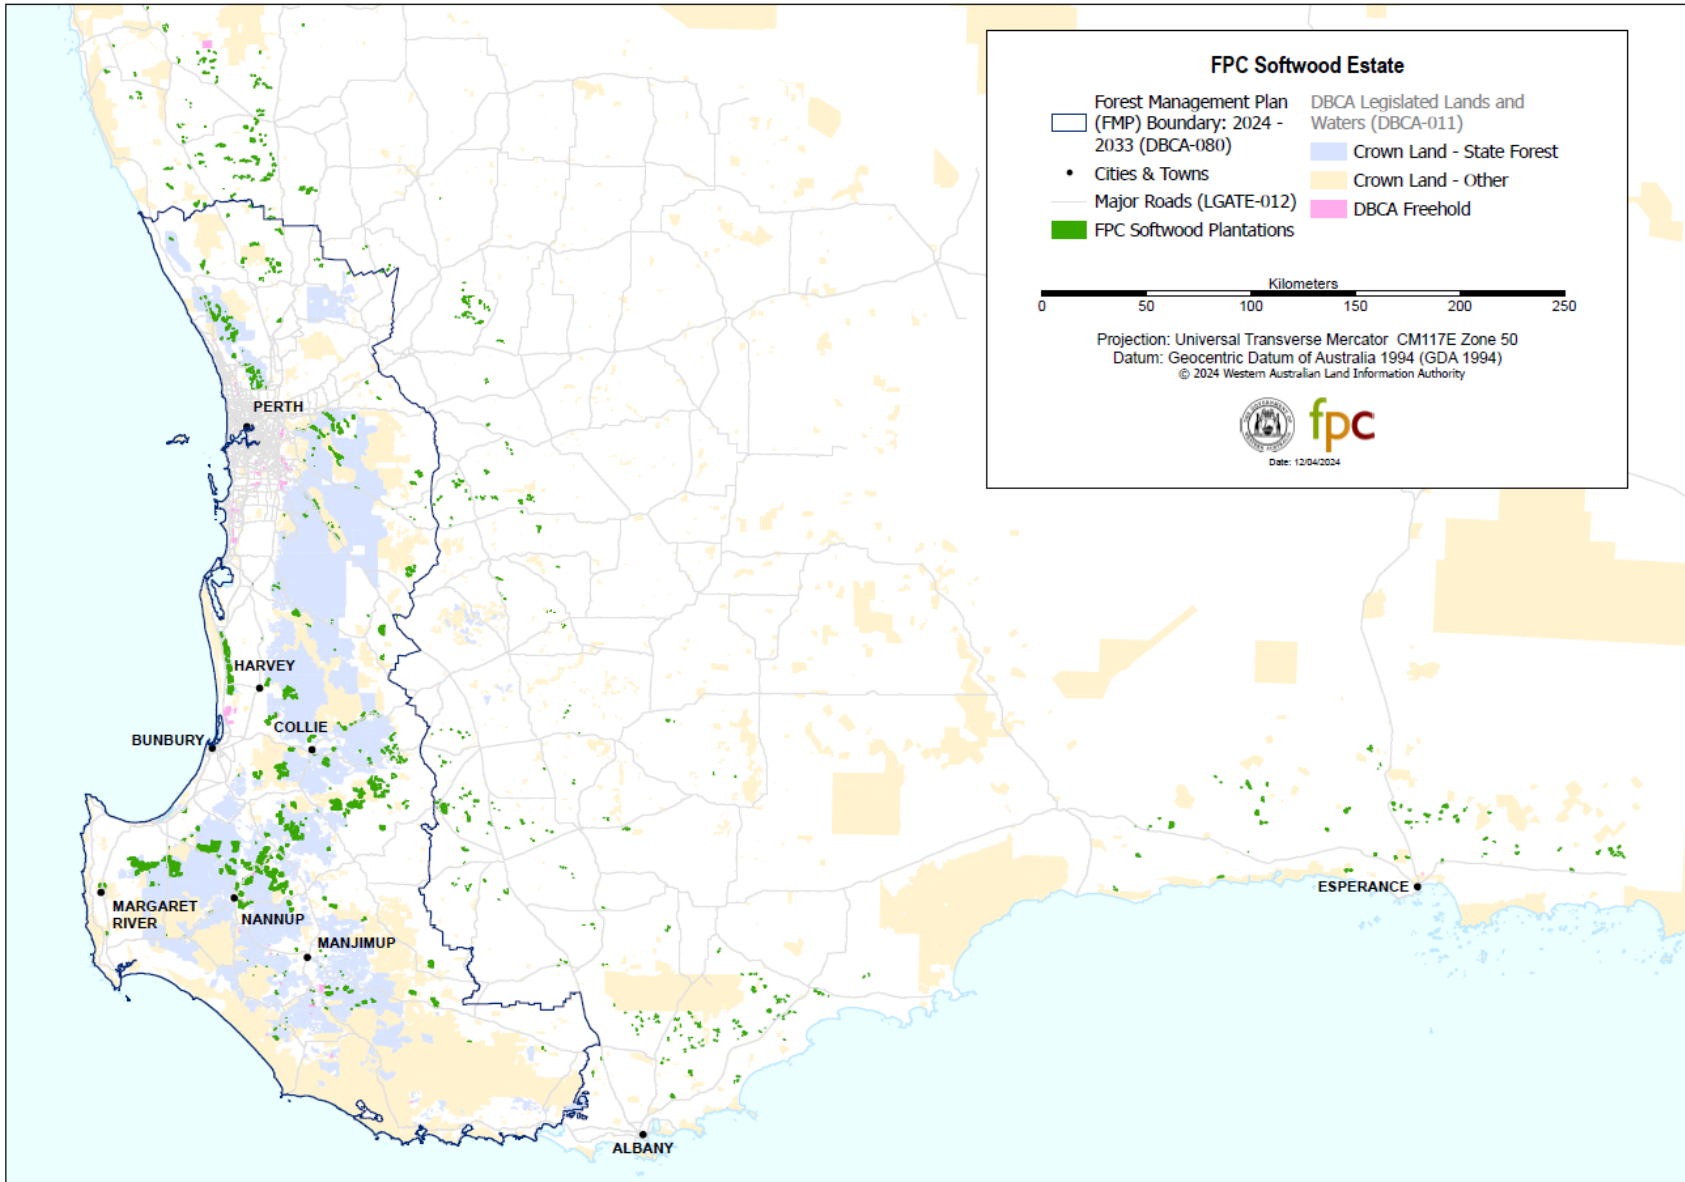 FPC Softwood Estate
Forest Management Plan
(FMP) Boundary: 2024 -
2033 (DBCA-080)
Cities & Towns
Major Roads (LGATE-012)
FPC Softwood Plantations
DBCA Legislated Lands and
Waters (DBCA-011)
Crown Land - State Forest
Crown Land - Other
DBCA Freehold
Kilometers
0 50 100 150 200 250
Projection: Universal Transverse Mercator CM117E Zone 50
Datum: Geocentric Datum of Australia 1994 (GDA 1994)
© 2024 Western Australian Land Information Authority
fpc
Date: 12/04/2024
PERTH
HARVEY
COLLIE
BUNBURY
MARGARET
RIVER
NANNUP
MANJIMUP
ALBANY
ESPERANCE